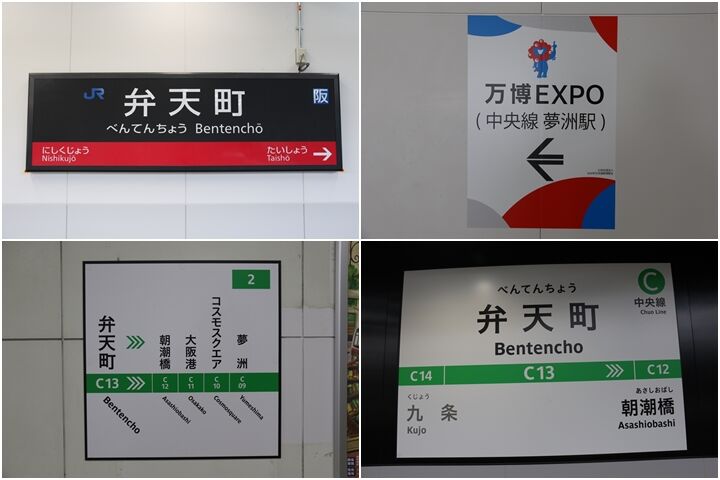 JR
弁天町
阪
べんてんちょう Bentenchō
にしくじょう たいしょう
Nishikujō Taishō
万博EXPO
(中央線 夢洲駅)
2
弁天町
朝潮橋
大阪港
コスモスクエア
夢洲
C13
C
12
C
11
C
10
C
09
Bentencho
Asashiobashi
Osakako
Cosmosquare
Yumeshima
べんてんちょう
弁天町
Bentencho
C
中央線
Chuo Line
C14 C13 C12
くじょう
九条
Kujo
あさしおばし
朝潮橋
Asashiobashi